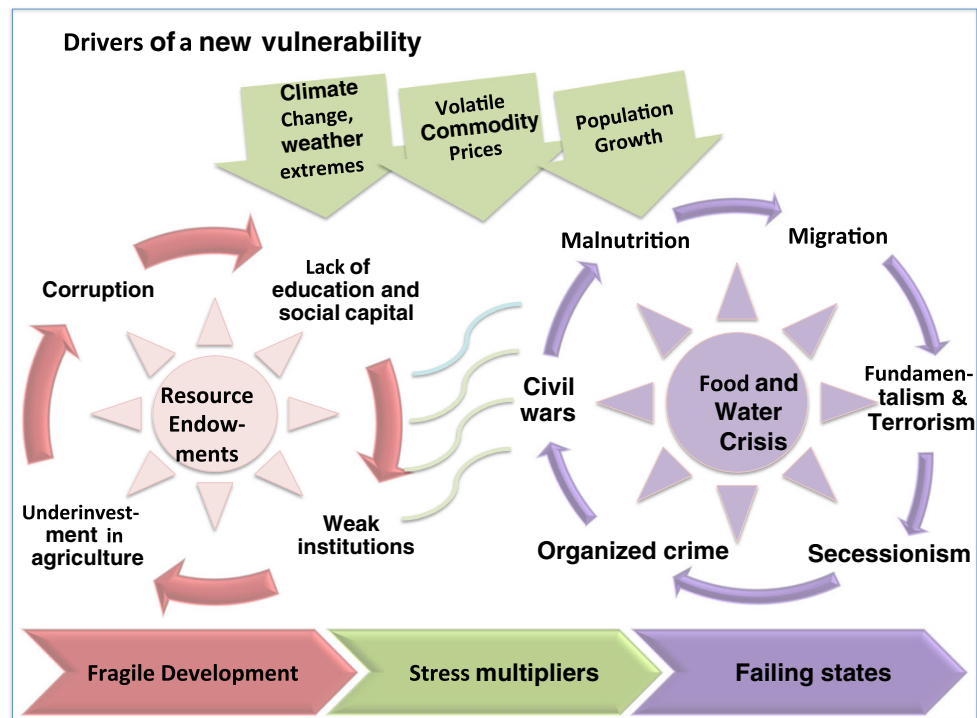 Drivers of a new vulnerability
Climate
Change,
weather
extremes
Volatile
Commodity
Prices
Population
Growth
Corruption
Lack of
education and
social capital
Resource
Endow-
ments
Underinvest-
ment in
agriculture
Weak
institutions
Malnutrition
Migration
Civil
wars
Food and
Water
Crisis
Fundamen-
talism &
Terrorism
Organized crime
Secessionism
Fragile Development
Stress multipliers
Failing states